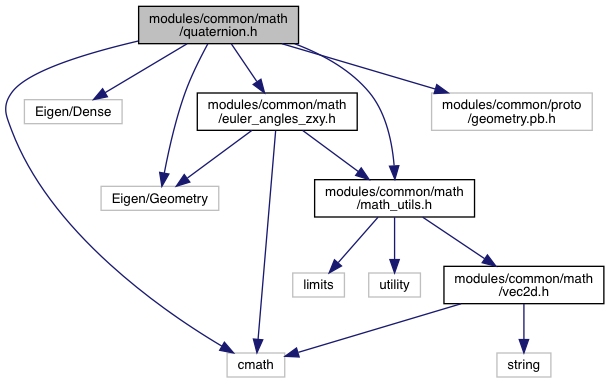 modules/common/math
/quaternion.h
Eigen/Dense
modules/common/math
/euler_angles_zxy.h
modules/common/proto
/geometry.pb.h
Eigen/Geometry
modules/common/math
/math_utils.h
limits
utility
modules/common/math
/vec2d.h
cmath
string